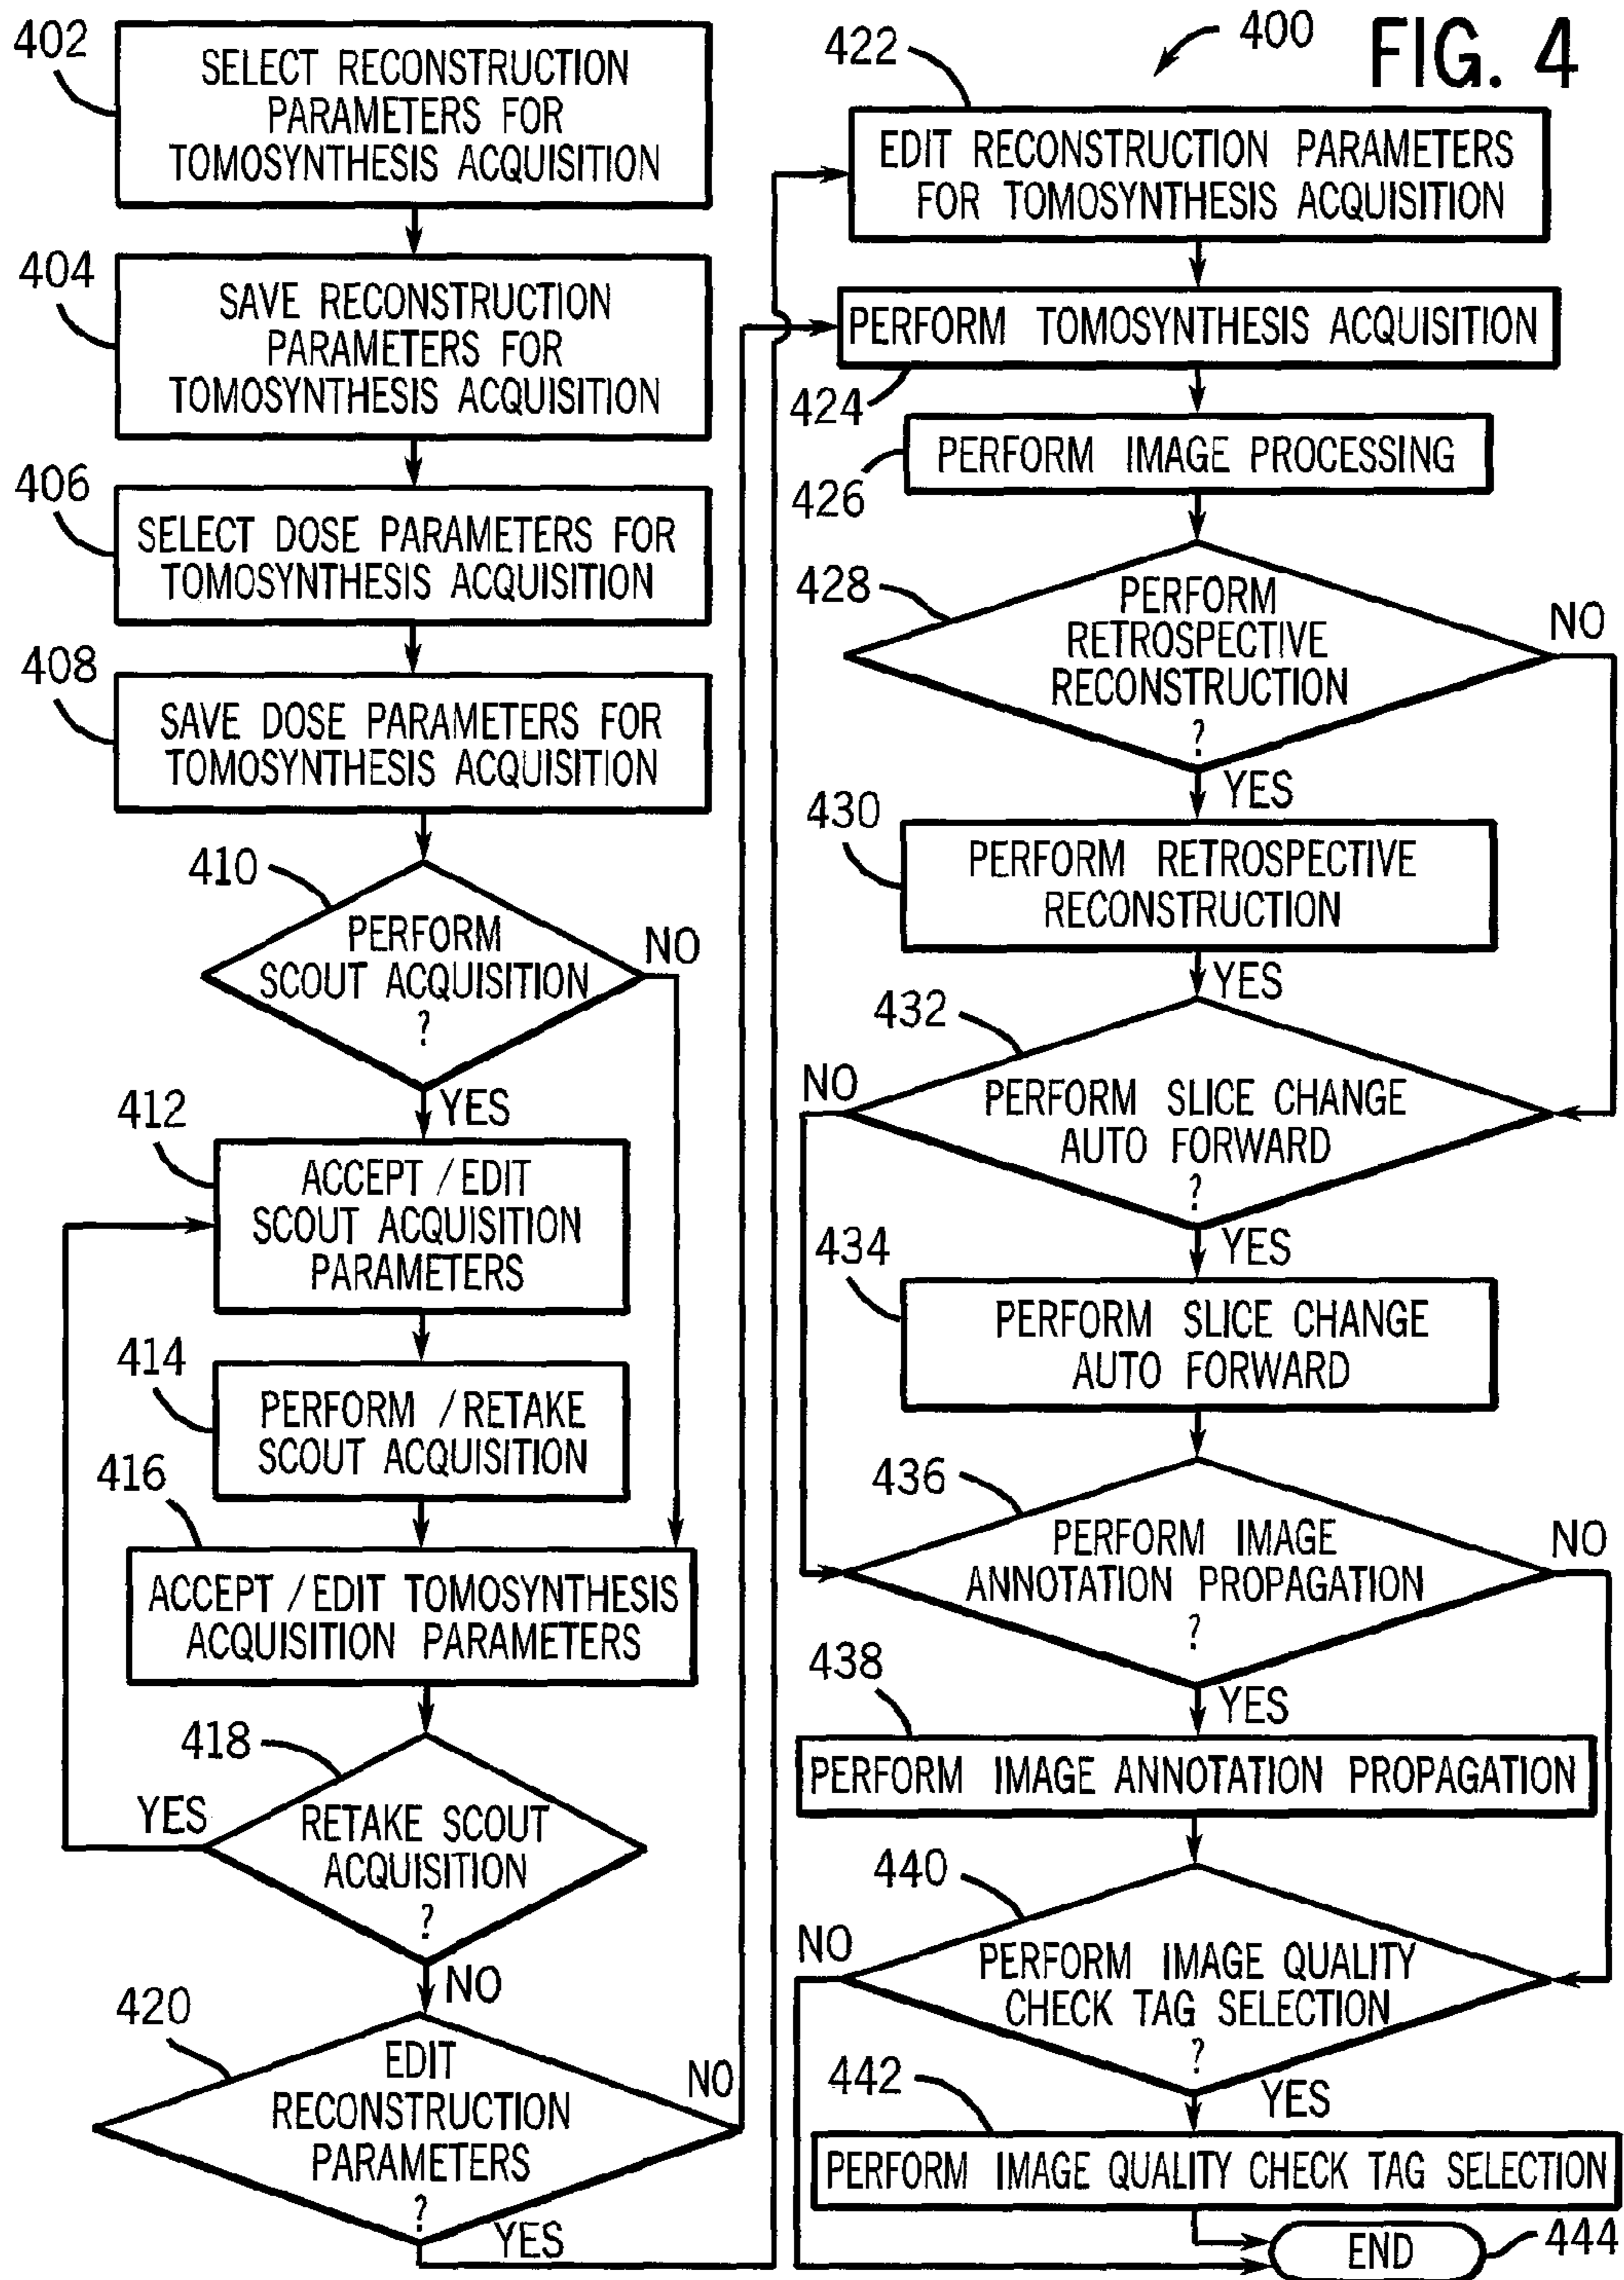 FIG. 4
400
402
SELECT RECONSTRUCTION
PARAMETERS FOR
TOMOSYNTHESIS ACQUISITION
404
SAVE RECONSTRUCTION
PARAMETERS FOR
TOMOSYNTHESIS ACQUISITION
406
SELECT DOSE PARAMETERS FOR
TOMOSYNTHESIS ACQUISITION
408
SAVE DOSE PARAMETERS FOR
TOMOSYNTHESIS ACQUISITION
410
PERFORM
SCOUT ACQUISITION
?
NO
YES
412
ACCEPT / EDIT
SCOUT ACQUISITION
PARAMETERS
414
PERFORM / RETAKE
SCOUT ACQUISITION
416
ACCEPT / EDIT TOMOSYNTHESIS
ACQUISITION PARAMETERS
418
RETAKE SCOUT
ACQUISITION
?
YES
NO
420
EDIT
RECONSTRUCTION
PARAMETERS
?
NO
YES
422
EDIT RECONSTRUCTION PARAMETERS
FOR TOMOSYNTHESIS ACQUISITION
PERFORM TOMOSYNTHESIS ACQUISITION
424
PERFORM IMAGE PROCESSING
426
428
PERFORM
RETROSPECTIVE
RECONSTRUCTION
?
NO
YES
430
PERFORM RETROSPECTIVE
RECONSTRUCTION
YES
432
PERFORM SLICE CHANGE
AUTO FORWARD
?
NO
YES
434
PERFORM SLICE CHANGE
AUTO FORWARD
436
PERFORM IMAGE
ANNOTATION PROPAGATION
?
NO
YES
438
PERFORM IMAGE ANNOTATION PROPAGATION
440
PERFORM IMAGE QUALITY
CHECK TAG SELECTION
?
NO
YES
442
PERFORM IMAGE QUALITY CHECK TAG SELECTION
END
444